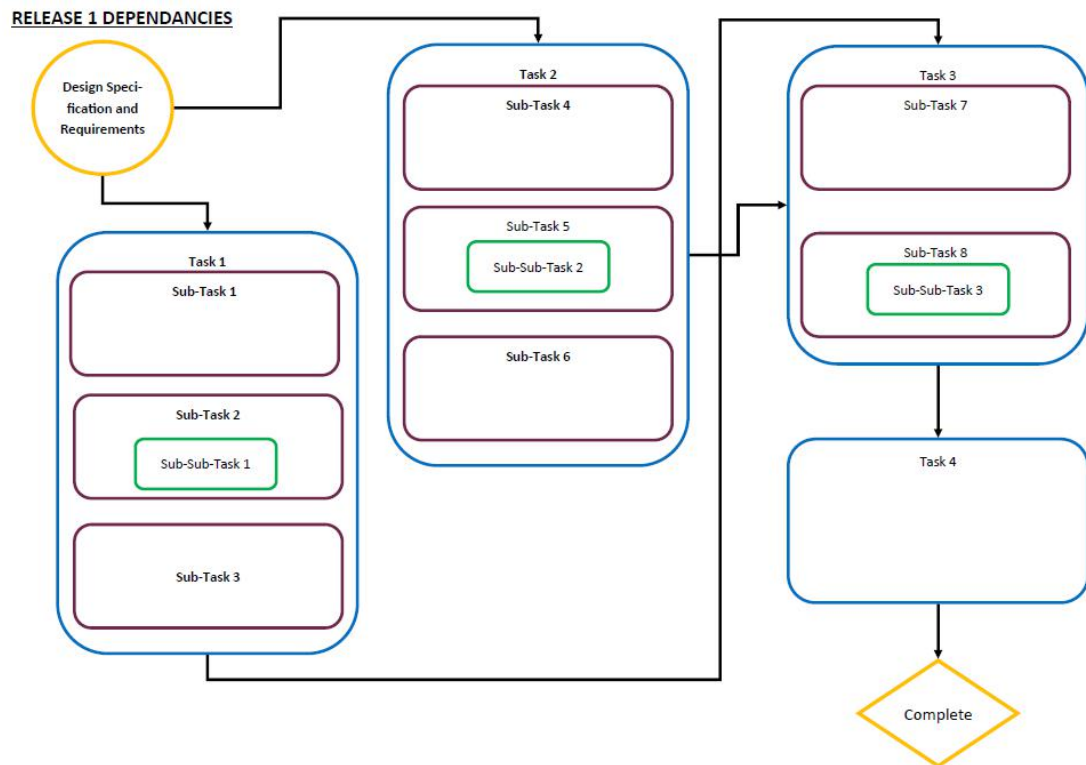 RELEASE 1 DEPENDANCIES
Design Speci-
fication and
Requirements
Task 1
Sub-Task 1
Sub-Task 2
Sub-Sub-Task 1
Sub-Task 3
Task 2
Sub-Task 4
Sub-Task 5
Sub-Sub-Task 2
Sub-Task 6
Task 3
Sub-Task 7
Sub-Task 8
Sub-Sub-Task 3
Task 4
Complete